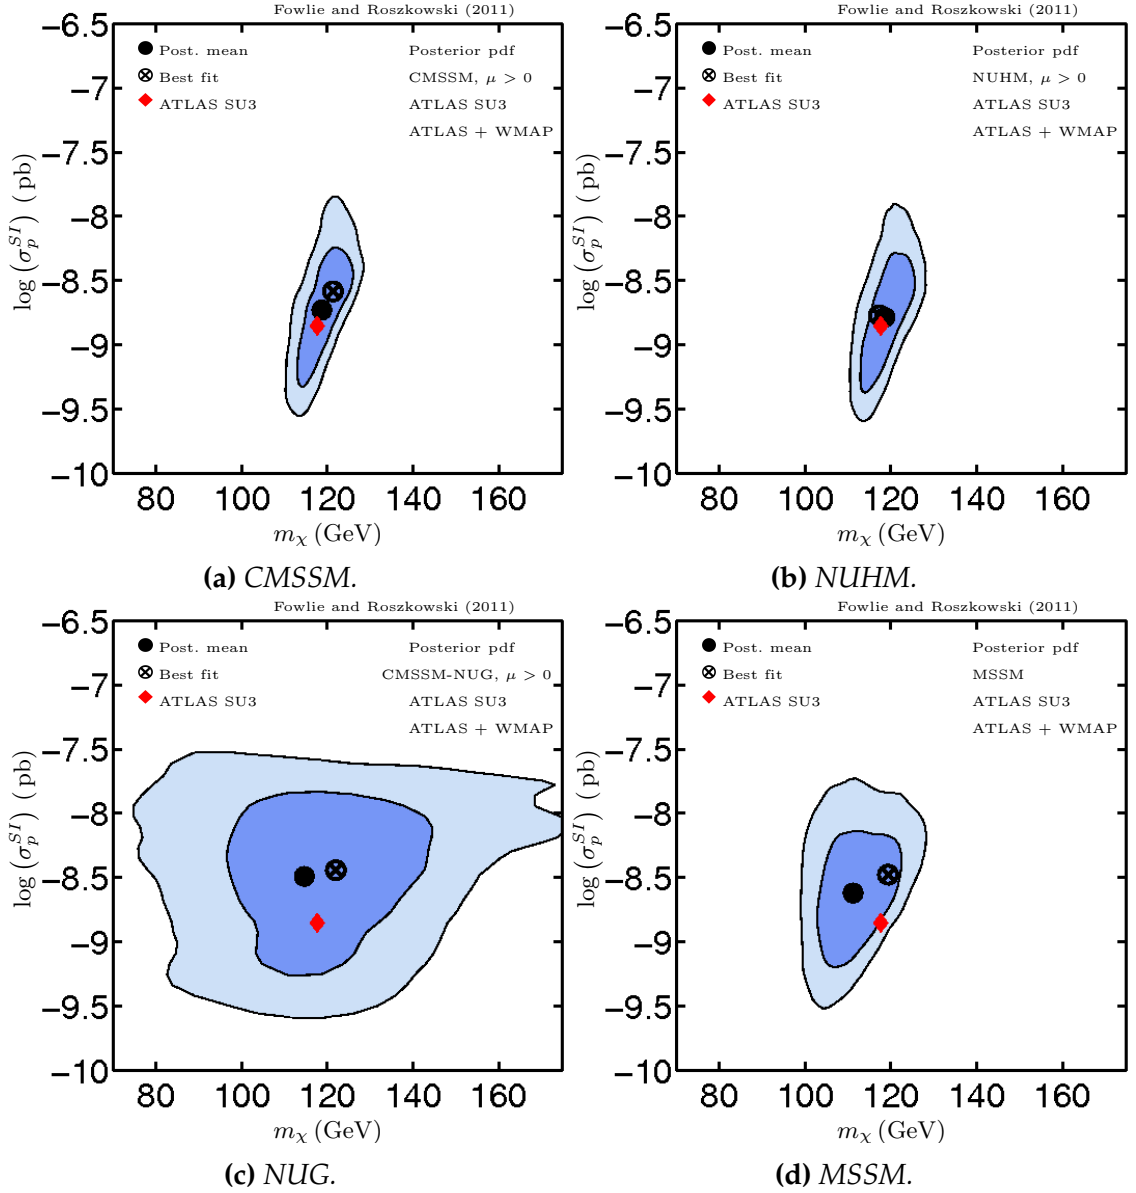 Fowlie and Roszkowski (2011)
Post. mean
Best fit
ATLAS SU3
Posterior pdf
CMSSM, μ > 0
ATLAS SU3
ATLAS + WMAP
−6.5
−7
−7.5
−8
−8.5
−9
−9.5
−10
log (σ_p^{SI}) (pb)
80 100 120 140 160
m_χ (GeV)
(a) CMSSM.
Fowlie and Roszkowski (2011)
Post. mean
Best fit
ATLAS SU3
Posterior pdf
NUHM, μ > 0
ATLAS SU3
ATLAS + WMAP
−6.5
−7
−7.5
−8
−8.5
−9
−9.5
−10
log (σ_p^{SI}) (pb)
80 100 120 140 160
m_χ (GeV)
(b) NUHM.
Fowlie and Roszkowski (2011)
Post. mean
Best fit
ATLAS SU3
Posterior pdf
CMSSM-NUG, μ > 0
ATLAS SU3
ATLAS + WMAP
−6.5
−7
−7.5
−8
−8.5
−9
−9.5
−10
log (σ_p^{SI}) (pb)
80 100 120 140 160
m_χ (GeV)
(c) NUG.
Fowlie and Roszkowski (2011)
Post. mean
Best fit
ATLAS SU3
Posterior pdf
MSSM
ATLAS SU3
ATLAS + WMAP
−6.5
−7
−7.5
−8
−8.5
−9
−9.5
−10
log (σ_p^{SI}) (pb)
80 100 120 140 160
m_χ (GeV)
(d) MSSM.